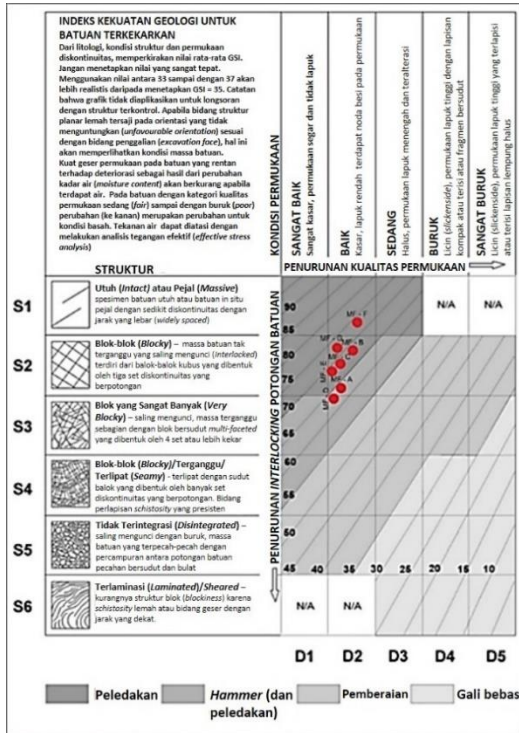 INDEKS KEKUATAN GEOLOGI UNTUK
BATUAN TERKEKARKAN
Dari litologi, kondisi struktur dan permukaan
diskontinuitas, memperkirakan nilai rata-rata GSI.
Jangan menetapkan nilai yang sangat tepat.
Menggunakan nilai antara 33 sampai dengan 37 akan
lebih realistis daripada menetapkan GSI = 35. Catatan
bahwa grafik tidak diaplikasikan untuk longsoran
dengan struktur terkontrol. Apabila bidang struktur
planar lemah tersaji pada orientasi yang tidak
menguntungkan (unfavourable orientation) sesuai
dengan bidang penggalian (excavation face), hal ini
akan memperlihatkan kondisi massa batuan.
Kuat geser permukaan pada batuan yang rentan
terhadap deteriorasi sebagai hasil dari perubahan
kadar air (moisture content) akan berkurang apabila
terdapat air. Pada batuan dengan kategori kualitas
permukaan sedang (fair) sampai dengan buruk (poor)
perubahan (ke kanan) merupakan perubahan untuk
kondisi basah. Tekanan air dapat diatasi dengan
melakukan analisis tegangan efektif (effective stress
analysis)
STRUKTUR
KONDISI PERMUKAAN
SANGAT BAIK
Sangat kasar, permukaan segar dan tidak lapuk
BAIK
Kasar, lapuk rendah terdapat noda besi pada permukaan
SEDANG
Halus, permukaan lapuk menengah dan teralterasi
BURUK
Licin (slickenside), permukaan lapuk tinggi dengan lapisan
kompak atau terisi atau fragmen bersudut
SANGAT BURUK
Licin (slickenside), permukaan lapuk tinggi yang terlapisi
atau terisi lapisan lempung halus
PENURUNAN KUALITAS PERMUKAAN
PENURUNAN INTERLOCKING POTONGAN BATUAN
S1
Utuh (Intact) atau Pejal (Massive)
spesimen batuan utuh atau batuan in situ
pejal dengan sedikit diskontinuitas dengan
jarak yang lebar (widely spaced)
90
MF - F
N/A
N/A
S2
Blok-blok (Blocky) – massa batuan tak
terganggu yang saling mengunci (interlocked)
terdiri dari balok-balok kubus yang dibentuk
oleh tiga set diskontinuitas yang
berpotongan
85
80
75
MF - B
MF - C
MF - A
S3
Blok yang Sangat Banyak (Very
Blocky) – saling mengunci, massa terganggu
sebagian dengan blok bersudut multi-faceted
yang dibentuk oleh 4 set atau lebih kekar
70
60
S4
Blok-blok (Blocky)/Terganggu/
Terlipat (Seamy) - terlipat dengan sudut
balok yang dibentuk oleh banyak set
diskontinuitas yang berpotongan. Bidang
perlapisan schistosity yang presisten
55
S5
Tidak Terintegrasi (Disintegrated) –
saling mengunci dengan buruk, massa
batuan yang terpecah-pecah dengan
percampuran antara potongan batuan
pecahan bersudut dan bulat
50
45 40 35 30 20 15 10
S6
Terlaminasi (Laminated)/Sheared –
kurangnya struktur blok (blockiness) karena
schistosity lemah atau bidang geser dengan
jarak yang dekat.
N/A
N/A
D1 D2 D3 D4 D5
Peledakan
Hammer (dan
peledakan)
Pemberaian
Gali bebas